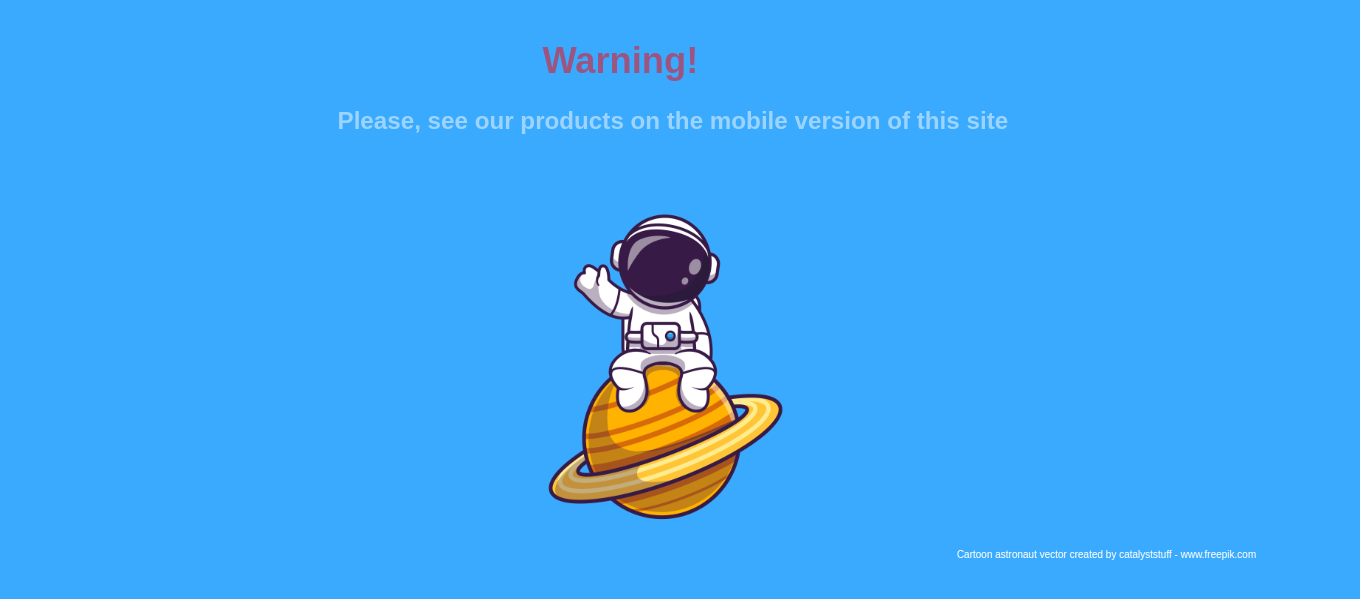 Warning!
Please, see our products on the mobile version of this site
Cartoon astronaut vector created by catalyststuff - www.freepik.com